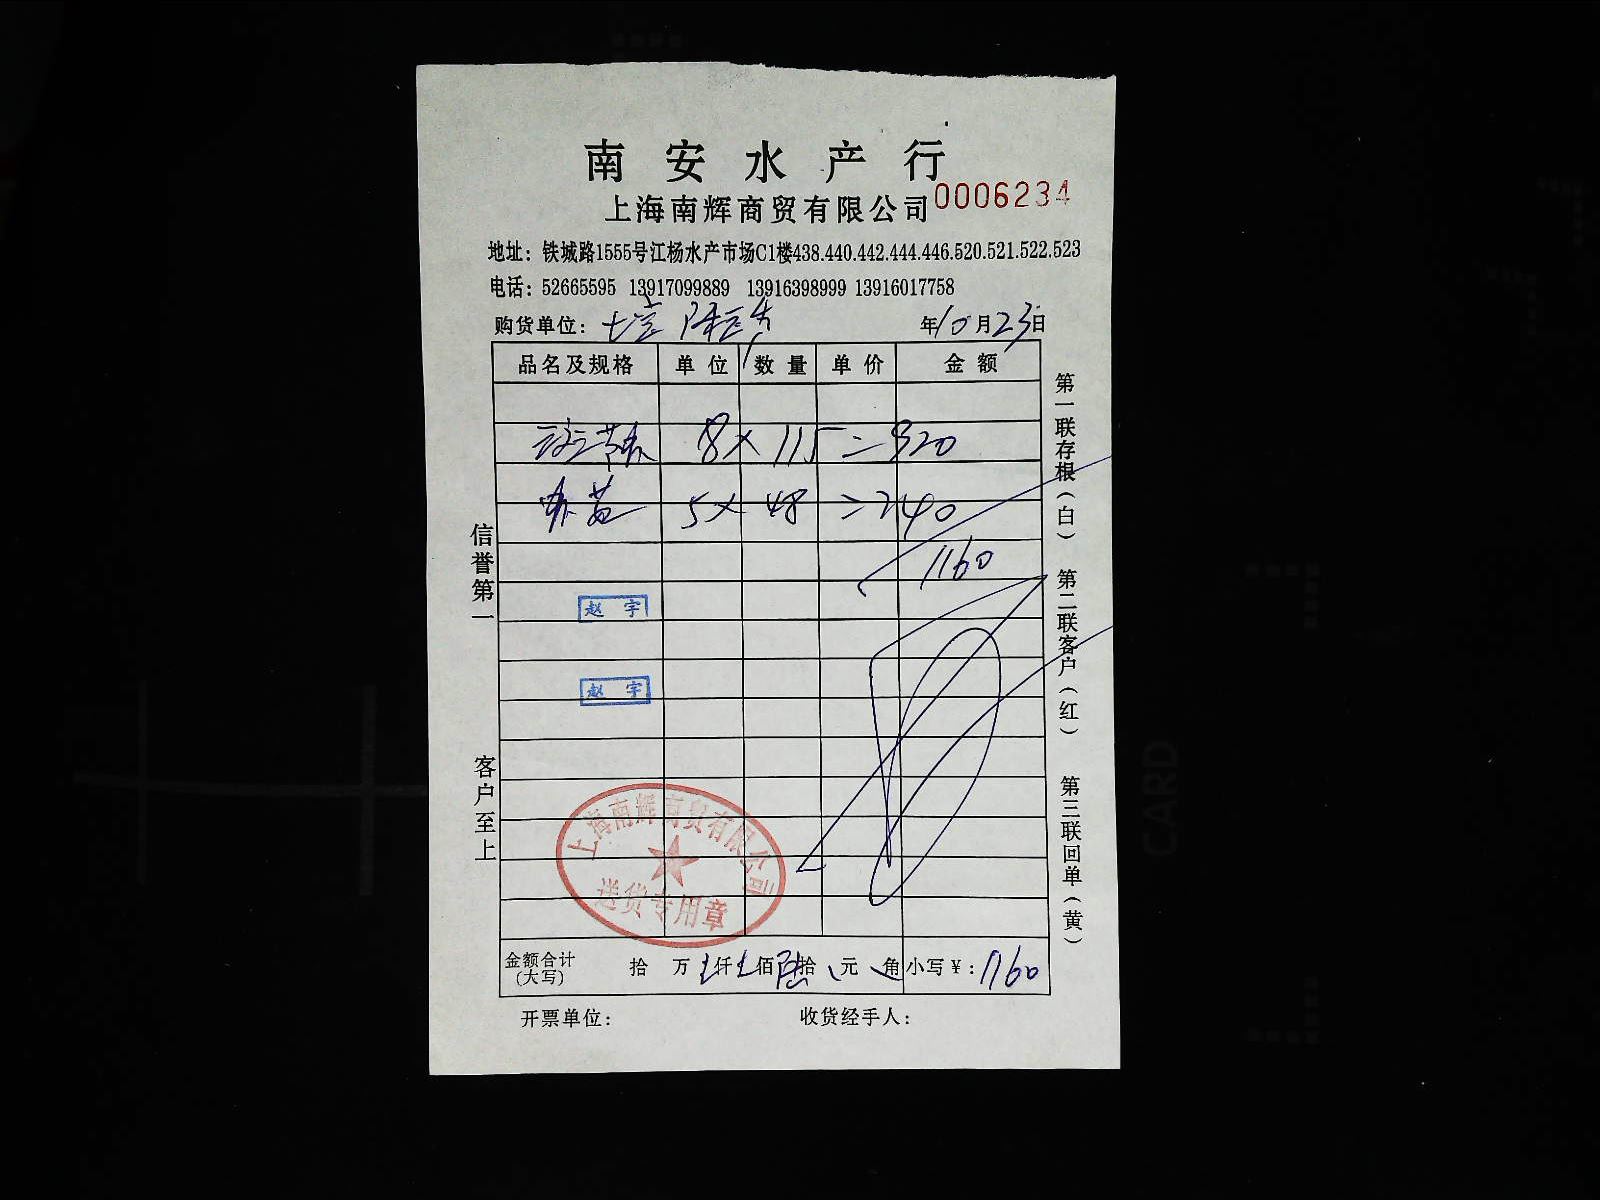 南安水产行
上海南辉商贸有限公司 0006234
地址：铁城路1555号江杨水产市场C1楼438.440.442.444.446.520.521.522.523
电话：52665595 13917099889 13916398999 13916017758
购货单位： 年10月23日
品名及规格 单位 数量 单价 金额
8 × 115 = 920
5 × 48 = 240
1160
赵宇
赵宇
信誉第一
客户至上
第一联存根（白）
第二联客户（红）
第三联回单（黄）
上海南辉商贸有限公司
送货专用章
金额合计（大写） 拾 万 仟 佰 陆拾 元 角 小写￥：1160
开票单位： 收货经手人：